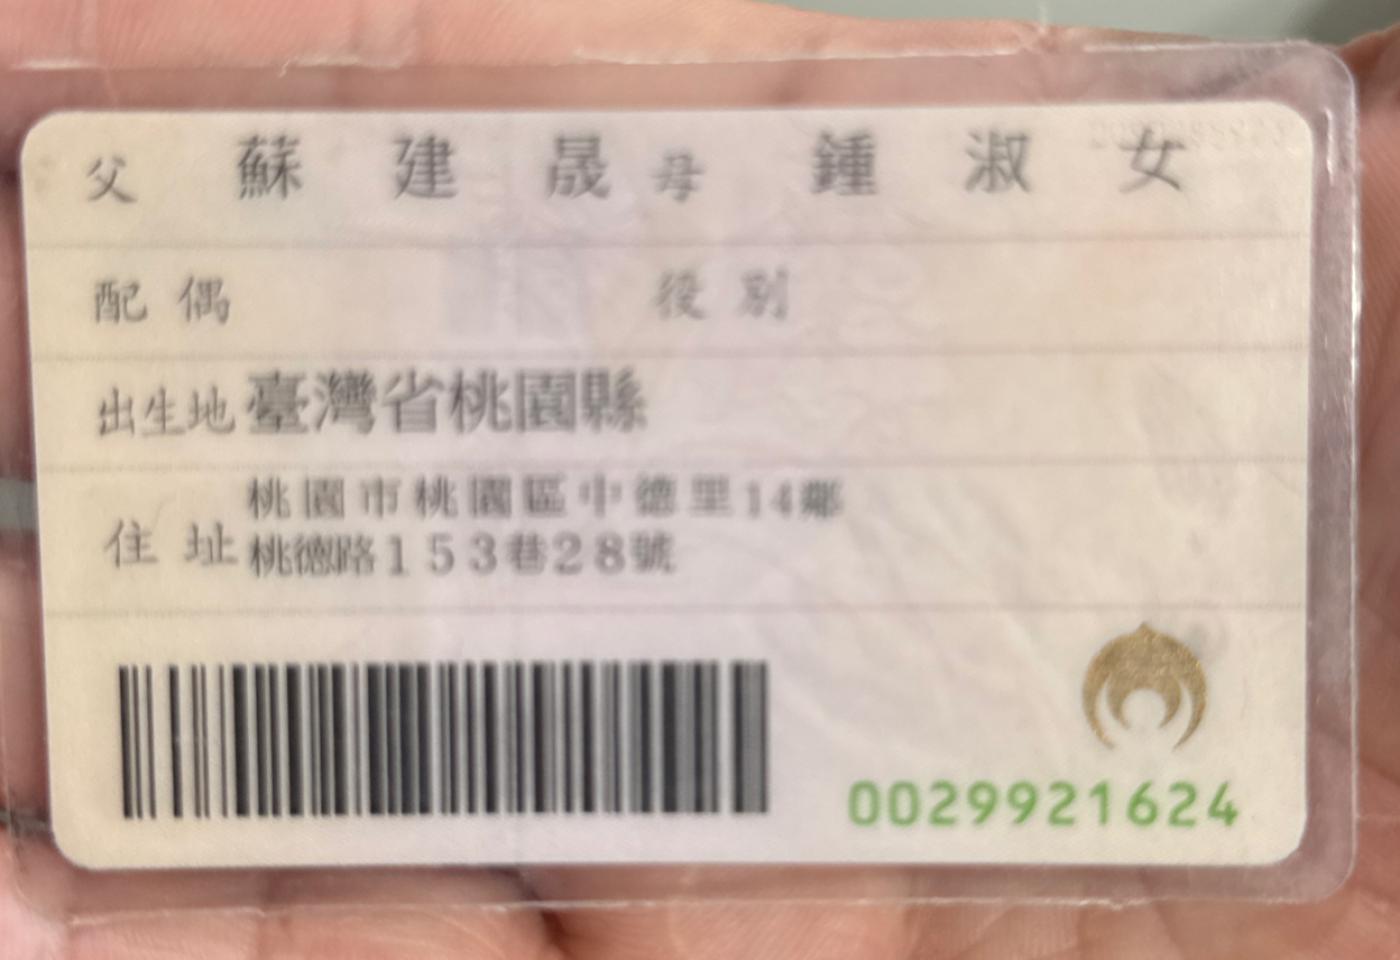 父 蘇建晟 母 鍾淑女
配偶 役別
出生地 臺灣省桃園縣
住址 桃園市桃園區中德里14鄰
桃德路153巷28號
0029921624